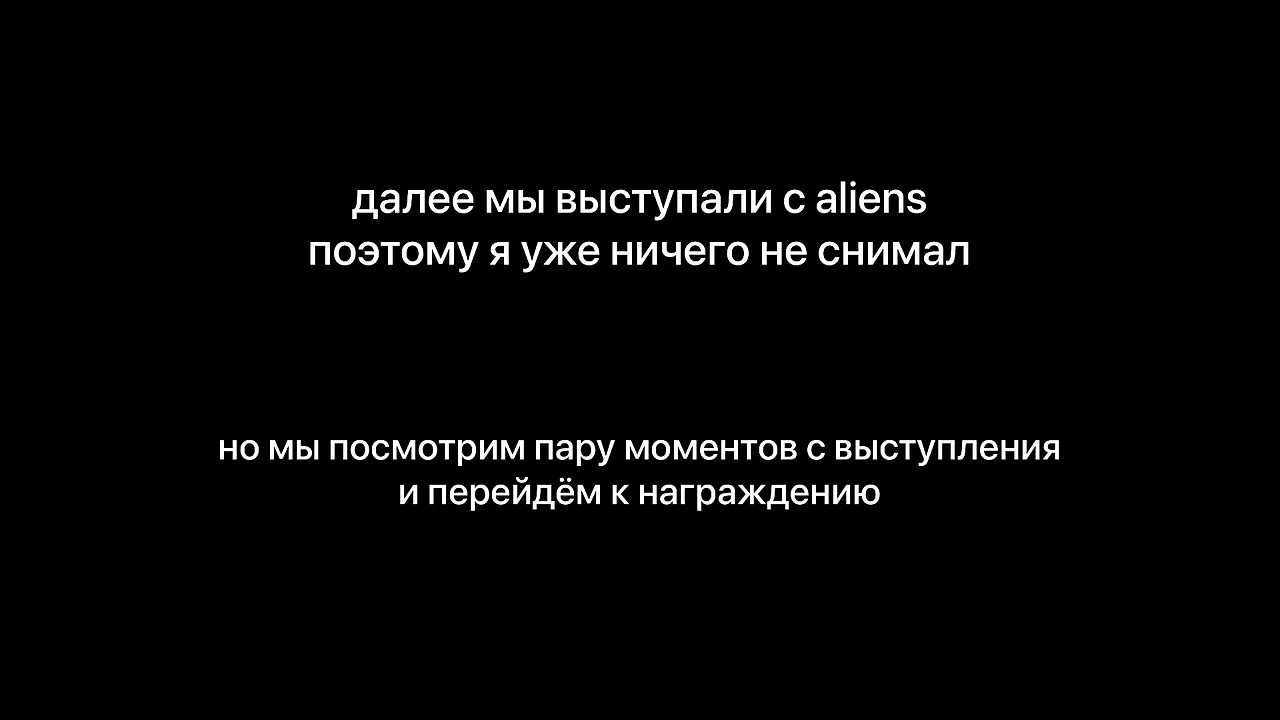 далее мы выступали с aliens
поэтому я уже ничего не снимал
но мы посмотрим пару моментов с выступления
и перейдём к награждению